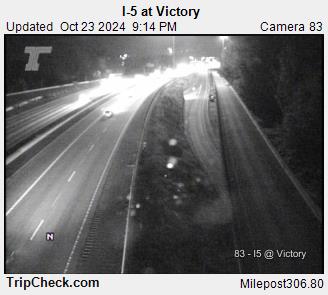 I-5 at Victory
Updated Oct 23 2024 9:14 PM Camera 83
T
N
83 - I5 @ Victory
TripCheck.com Milepost306.80